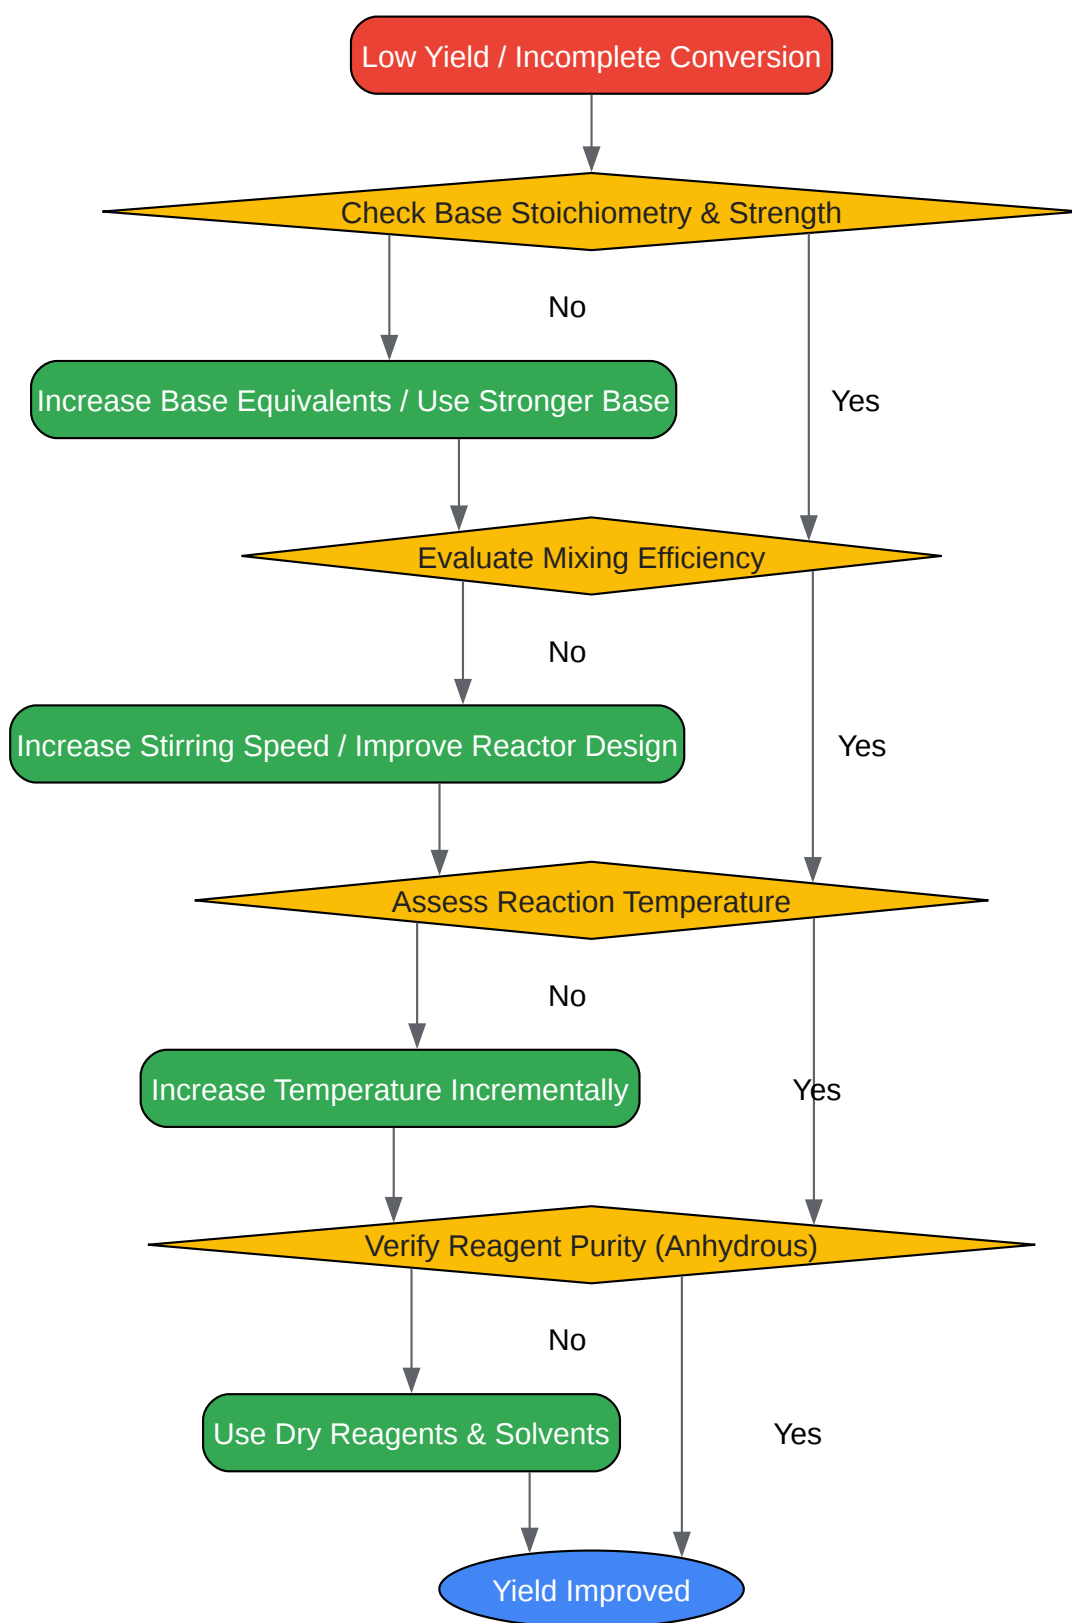 Low Yield / Incomplete Conversion
Check Base Stoichiometry & Strength
No
Increase Base Equivalents / Use Stronger Base
Yes
Evaluate Mixing Efficiency
No
Increase Stirring Speed / Improve Reactor Design
Yes
Assess Reaction Temperature
No
Increase Temperature Incrementally
Yes
Verify Reagent Purity (Anhydrous)
No
Use Dry Reagents & Solvents
Yes
Yield Improved